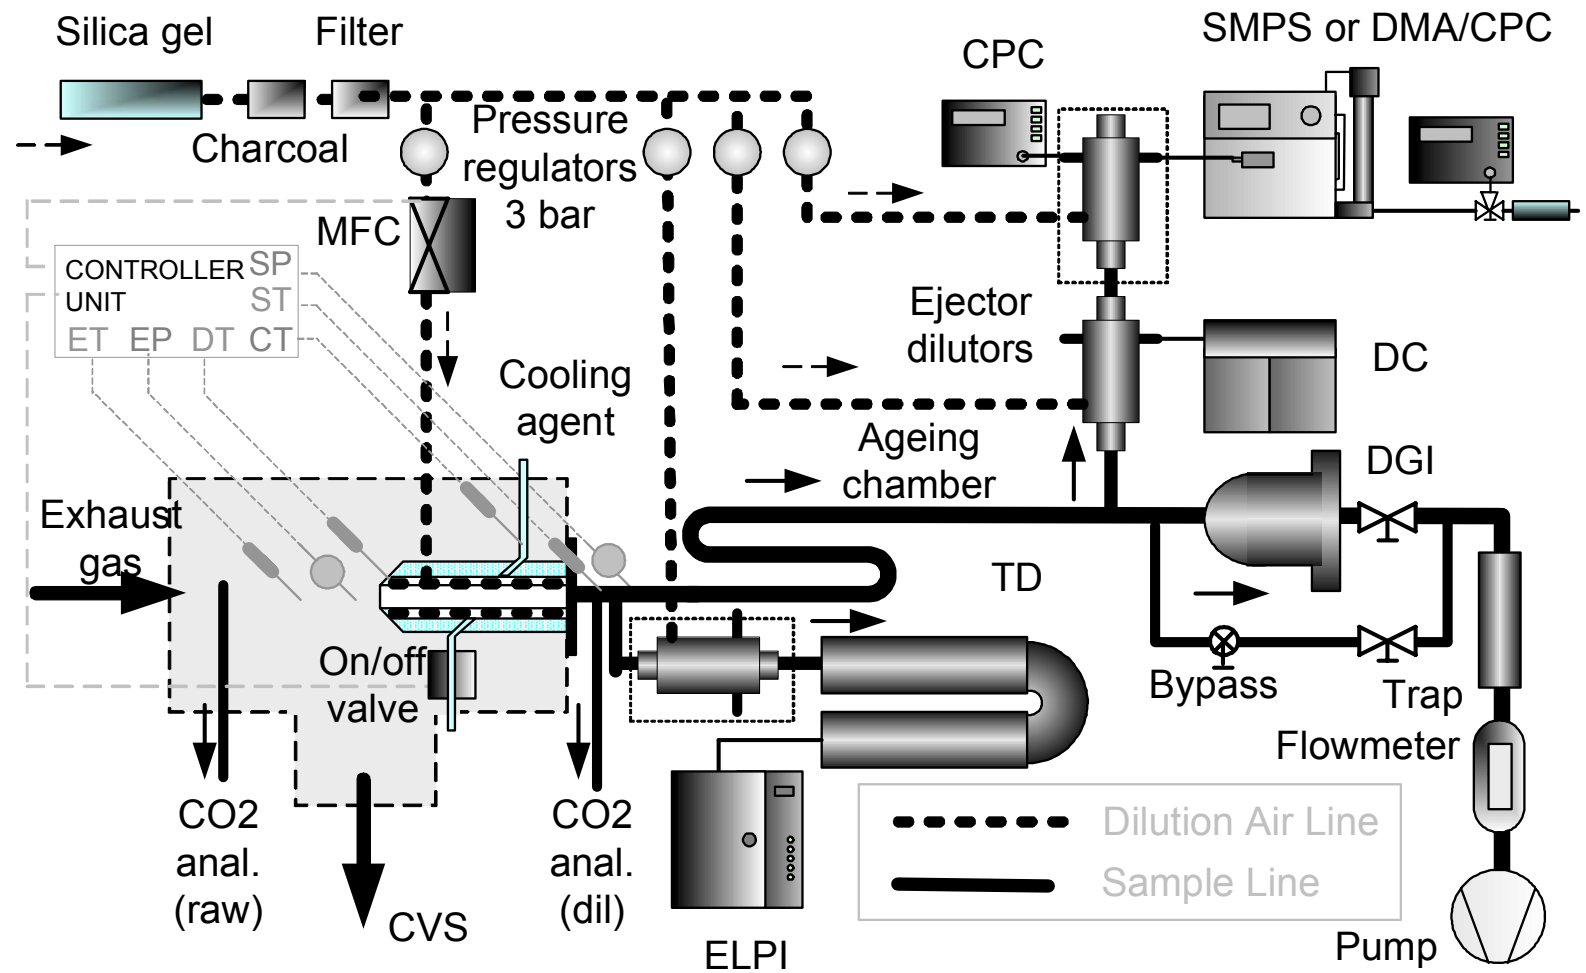 Silica gel
Filter
Charcoal
Pressure
regulators
3 bar
CPC
SMPS or DMA/CPC
MFC
CONTROLLER SP
UNIT ST
ET EP DT CT
Cooling
agent
Ejector
dilutors
DC
Ageing
chamber
DGI
Exhaust
gas
TD
On/off
valve
Bypass
Trap
Flowmeter
CO2
anal.
(raw)
CVS
CO2
anal.
(dil)
ELPI
Dilution Air Line
Sample Line
Pump